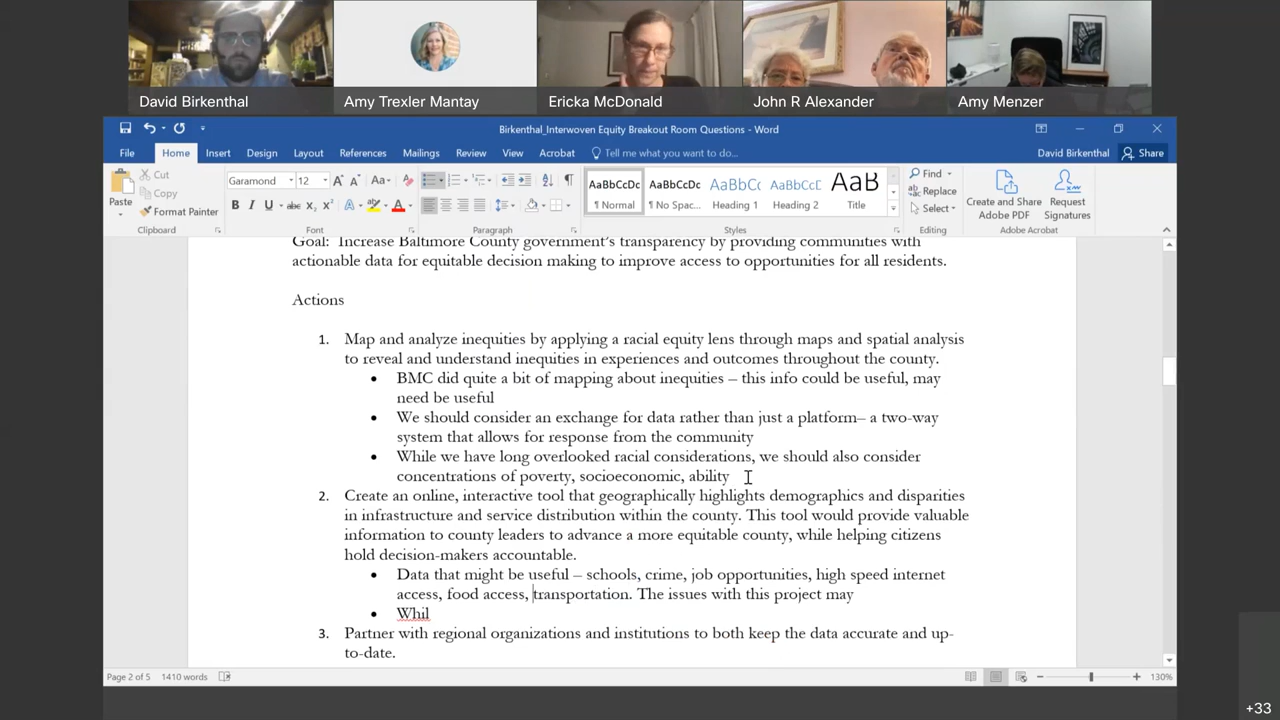 David Birkenthal
Amy Trexler Mantay
Ericka McDonald
John R Alexander
Amy Menzer
Birkenthal_Interwoven Equity Breakout Room Questions - Word
File Home Insert Design Layout References Mailings Review View Acrobat Tell me what you want to do... David Birkenthal Share
Paste
Cut
Copy
Format Painter
Clipboard
Garamond 12
Font
Paragraph
AaBbCcDc AaBbCcDc AaBbCc AaBbCcD AaB
¶ Normal ¶ No Spac... Heading 1 Heading 2 Title
Styles
Find
Replace
Select
Editing
Create and Share Adobe PDF
Request Signatures
Adobe Acrobat
Goal: Increase Baltimore County government's transparency by providing communities with
actionable data for equitable decision making to improve access to opportunities for all residents.
Actions
1. Map and analyze inequities by applying a racial equity lens through maps and spatial analysis
to reveal and understand inequities in experiences and outcomes throughout the county.
• BMC did quite a bit of mapping about inequities – this info could be useful, may
need be useful
• We should consider an exchange for data rather than just a platform– a two-way
system that allows for response from the community
• While we have long overlooked racial considerations, we should also consider
concentrations of poverty, socioeconomic, ability
2. Create an online, interactive tool that geographically highlights demographics and disparities
in infrastructure and service distribution within the county. This tool would provide valuable
information to county leaders to advance a more equitable county, while helping citizens
hold decision-makers accountable.
• Data that might be useful – schools, crime, job opportunities, high speed internet
access, food access, transportation. The issues with this project may
• Whil
3. Partner with regional organizations and institutions to both keep the data accurate and up-
to-date.
Page 2 of 5 1410 words
130%
+33